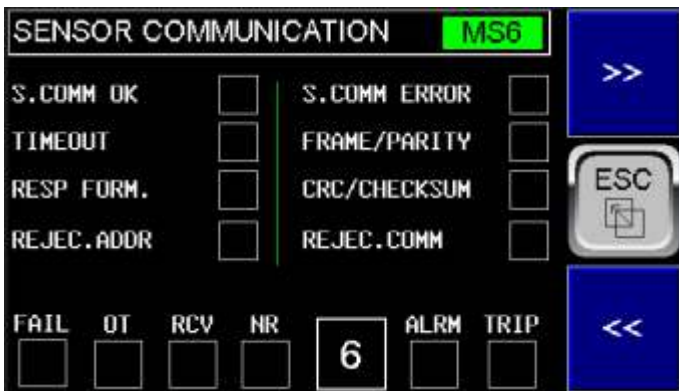 SENSOR COMMUNICATION MS6
>>
S.COMM OK S.COMM ERROR
TIMEOUT FRAME/PARITY
RESP FORM. CRC/CHECKSUM
ESC
REJEC.ADDR REJEC.COMM
FAIL OT RCV NR ALRM TRIP
6
<<